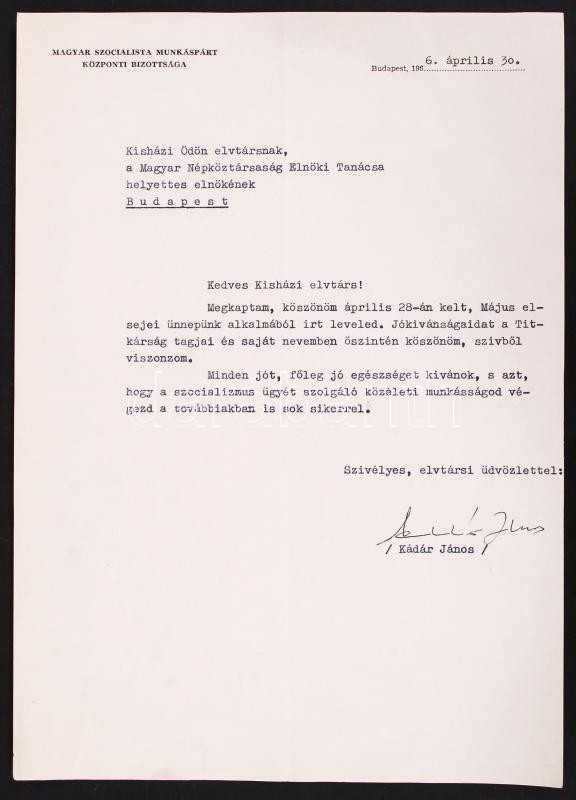 MAGYAR SZOCIALISTA MUNKÁSPÁRT
KÖZPONTI BIZOTTSÁGA
Budapest, 1966. április 30.
Kisházi Ödön elvtársnak,
a Magyar Népköztársaság Elnöki Tanácsa
helyettes elnökének
B u d a p e s t
Kedves Kisházi elvtárs!
Megkaptam, köszönöm április 28-án kelt, Május el-
sejei ünnepünk alkalmából irt leveled. Jókivánságaidat a Tit-
kárság tagjai és saját nevemben őszintén köszönöm, szivből
viszonzom.
Minden jót, főleg jó egészséget kivánok, s azt,
hogy a szocializmus ügyét szolgáló közéleti munkásságod vé-
gezd a továbbiakban is sok sikerrel.
darabanth
Szivélyes, elvtársi üdvözlettel:
/ Kádár János /